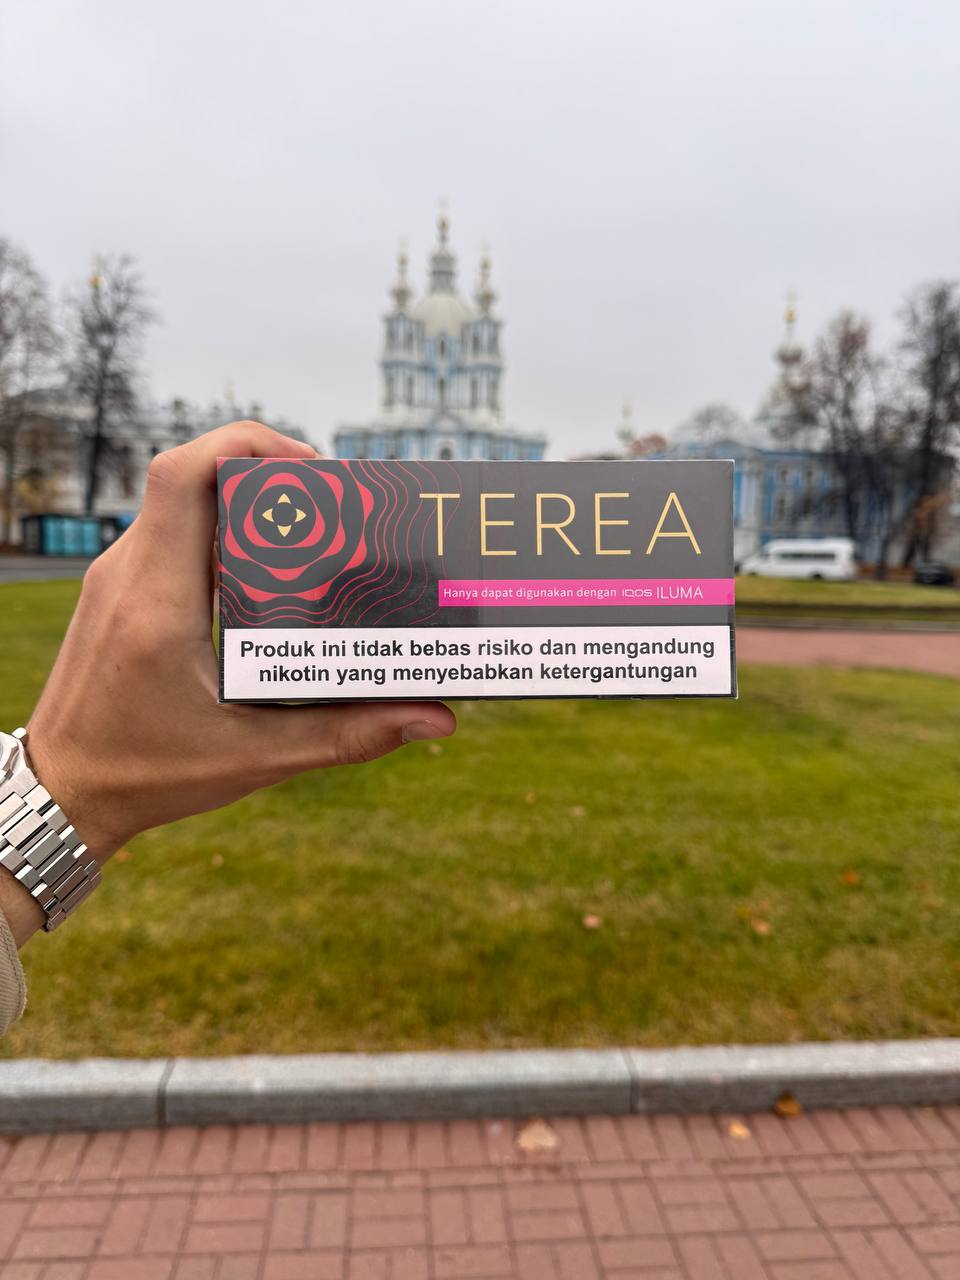 TEREA
Hanya dapat digunakan dengan IQOS ILUMA
Produk ini tidak bebas risiko dan mengandung
nikotin yang menyebabkan ketergantungan